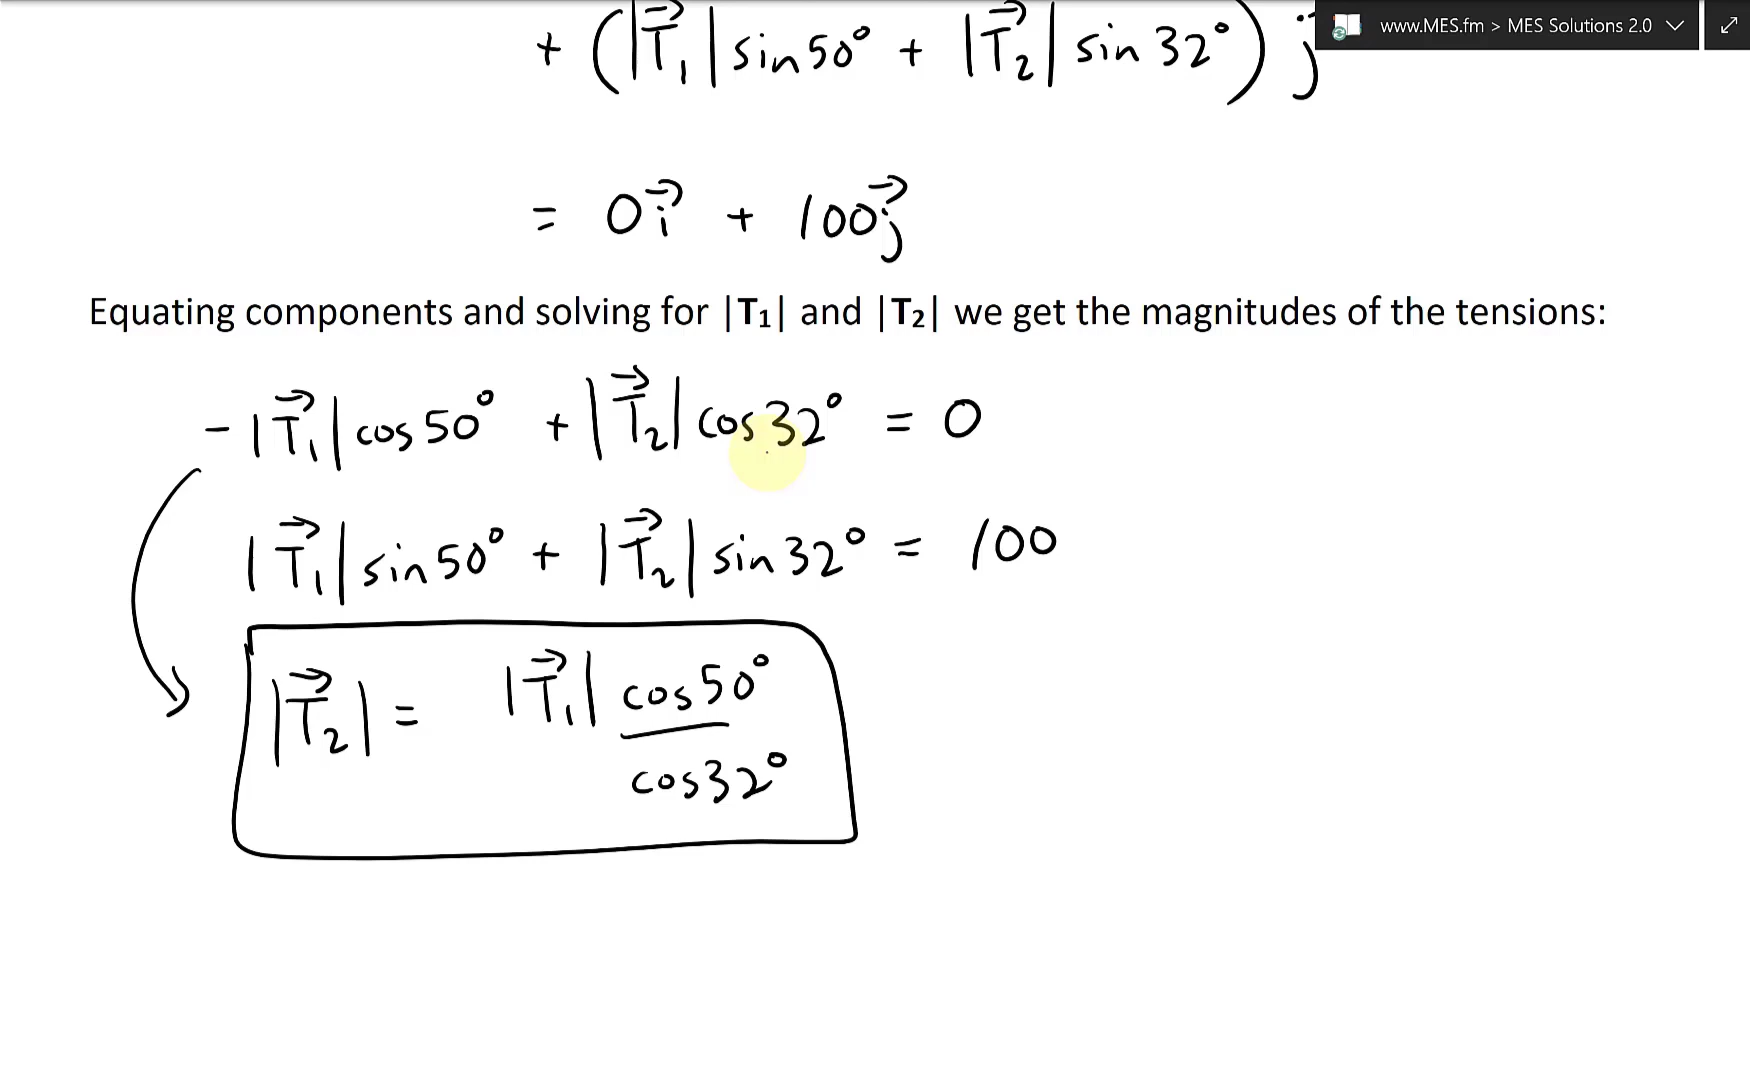 + (|T⃗₁| sin 50° + |T⃗₂| sin 32°) j
www.MES.fm > MES Solutions 2.0
= 0i⃗ + 100j⃗
Equating components and solving for |T₁| and |T₂| we get the magnitudes of the tensions:
-|T⃗₁| cos 50° + |T⃗₂| cos 32° = 0
|T⃗₁| sin 50° + |T⃗₂| sin 32° = 100
|T⃗₂| = |T⃗₁| cos 50°
cos 32°